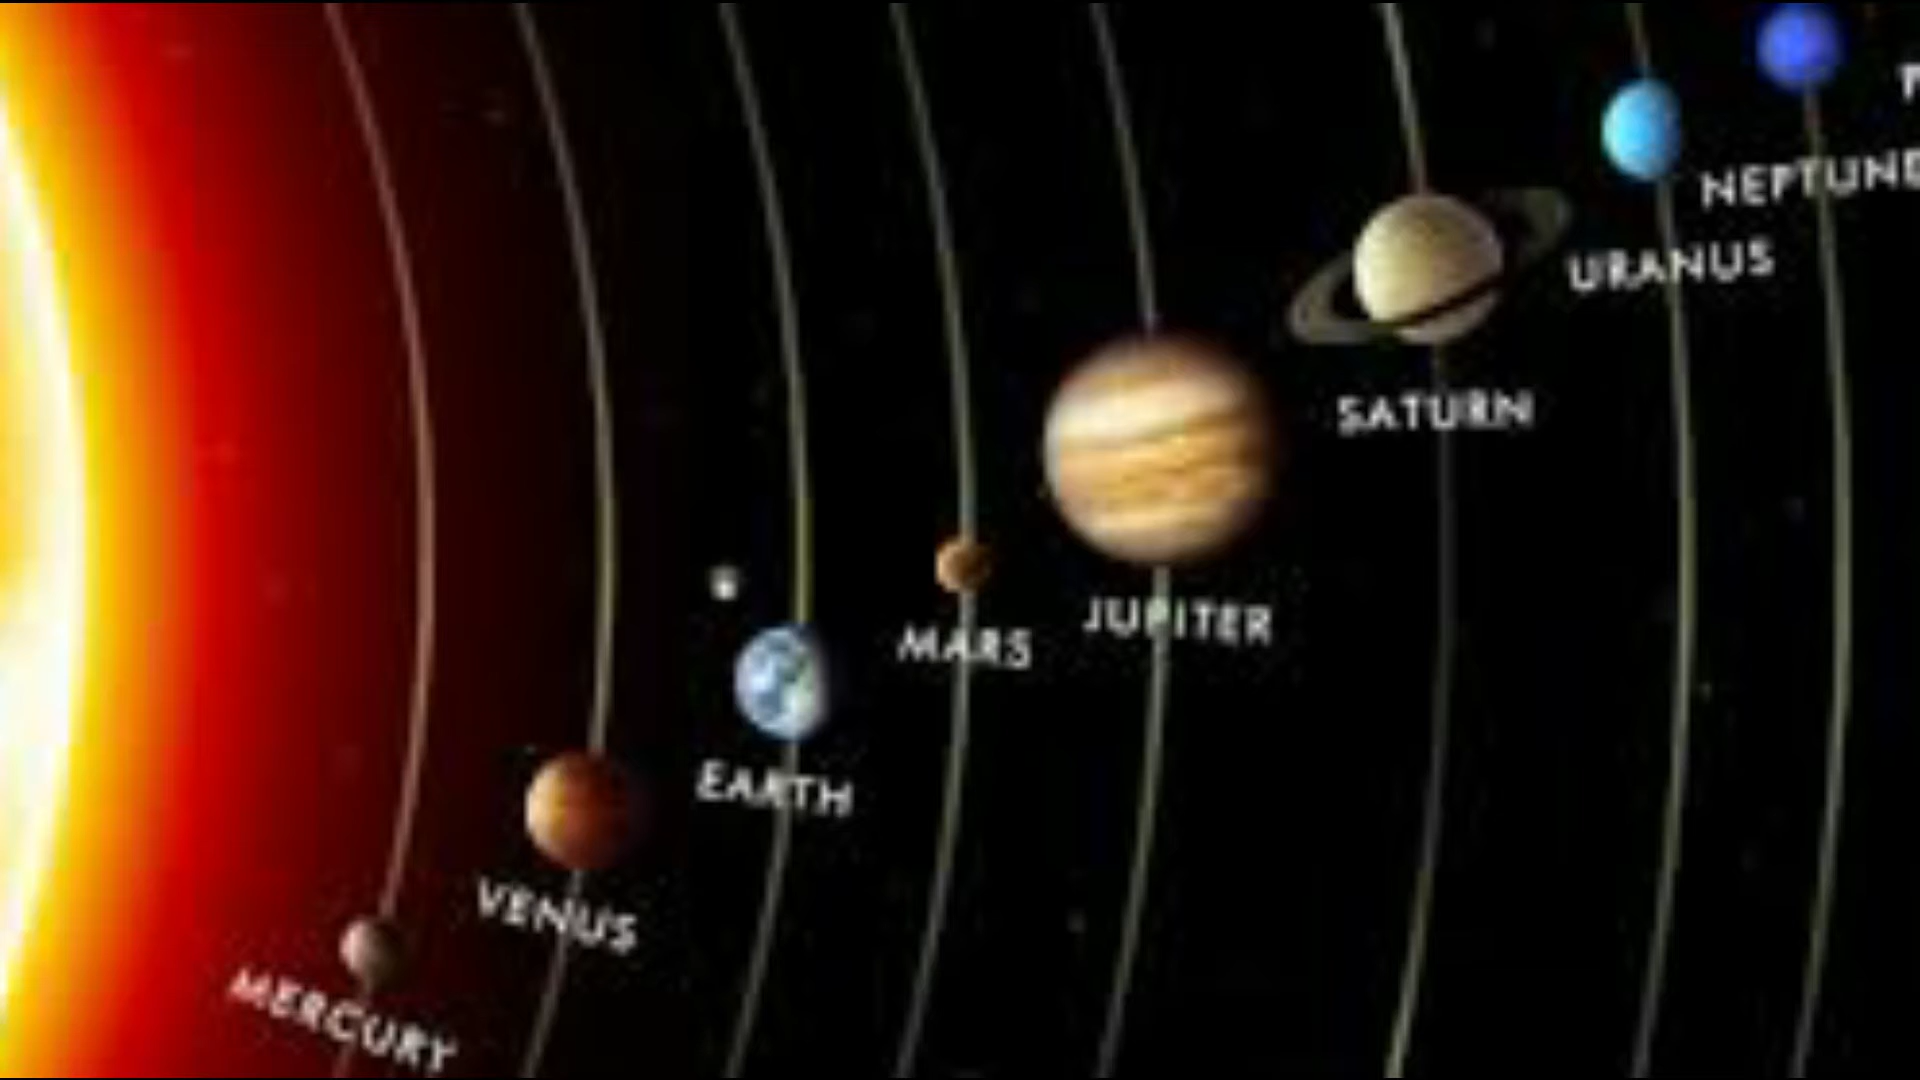 MERCURY
VENUS
EARTH
MARS
JUPITER
SATURN
URANUS
NEPTUNE